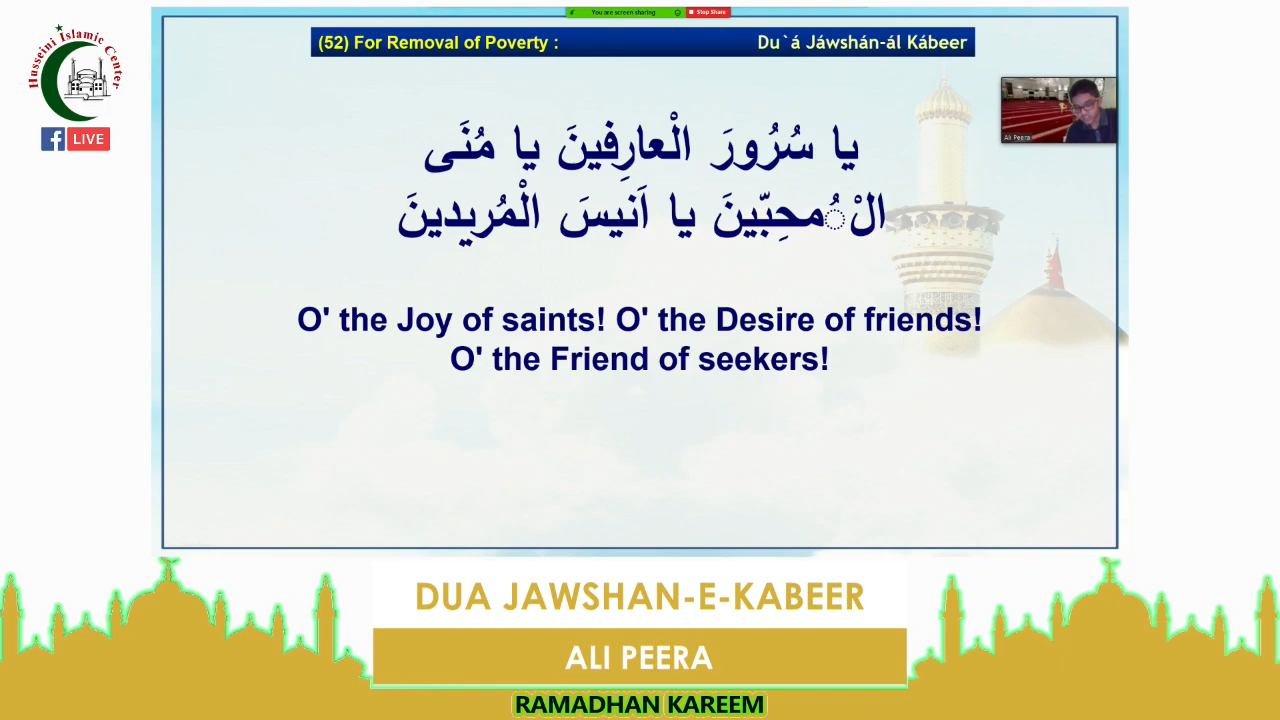 You are screen sharing Stop Share
Husseini Islamic Center
LIVE
(52) For Removal of Poverty : Du`á Jáwshán-ál Kábeer
Ali Peera
يا سُرُورَ الْعارِفينَ يا مُنَى
الْمُحِبّينَ يا اَنيسَ الْمُريدينَ
O' the Joy of saints! O' the Desire of friends!
O' the Friend of seekers!
DUA JAWSHAN-E-KABEER
ALI PEERA
RAMADHAN KAREEM